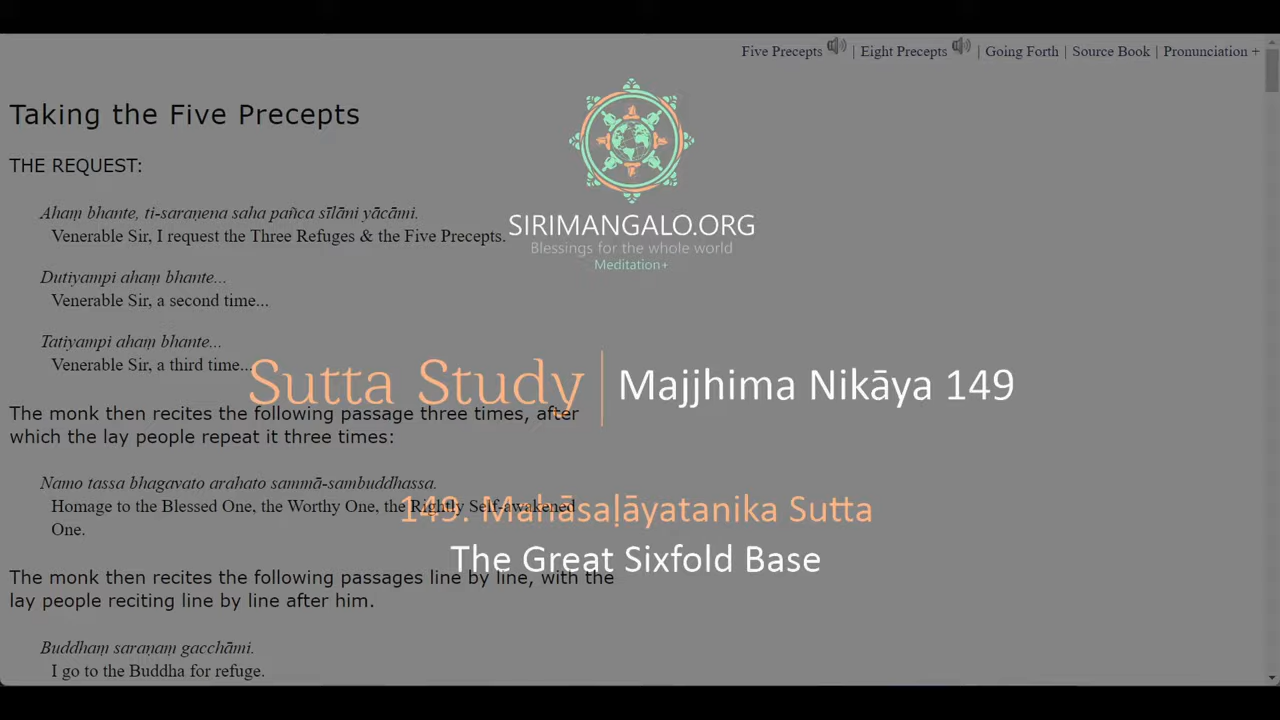 Five Precepts | Eight Precepts | Going Forth | Source Book | Pronunciation +
Taking the Five Precepts
THE REQUEST:
Ahaṃ bhante, ti-saraṇena saha pañca sīlāni yācāmi.
Venerable Sir, I request the Three Refuges & the Five Precepts.
Dutiyampi ahaṃ bhante...
Venerable Sir, a second time...
Tatiyampi ahaṃ bhante...
Venerable Sir, a third time...
The monk then recites the following passage three times, after
which the lay people repeat it three times:
Namo tassa bhagavato arahato sammā-sambuddhassa.
Homage to the Blessed One, the Worthy One, the Rightly Self-awakened
One.
The monk then recites the following passages line by line, with the
lay people reciting line by line after him.
Buddhaṃ saraṇaṃ gacchāmi.
I go to the Buddha for refuge.
SIRIMANGALO.ORG
Blessings for the whole world
Meditation+
Sutta Study | Majjhima Nikāya 149
149. Mahāsaḷāyatanika Sutta
The Great Sixfold Base